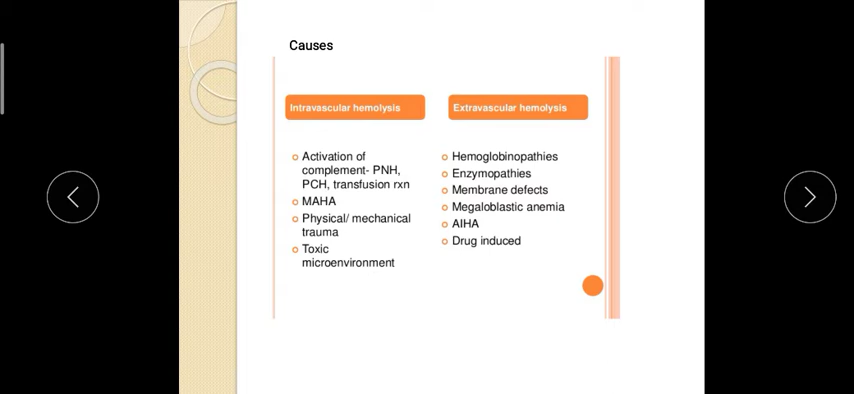 Causes
Intravascular hemolysis
Activation of
complement- PNH,
PCH, transfusion rxn
MAHA
Physical/ mechanical
trauma
Toxic
microenvironment
Extravascular hemolysis
Hemoglobinopathies
Enzymopathies
Membrane defects
Megaloblastic anemia
AIHA
Drug induced